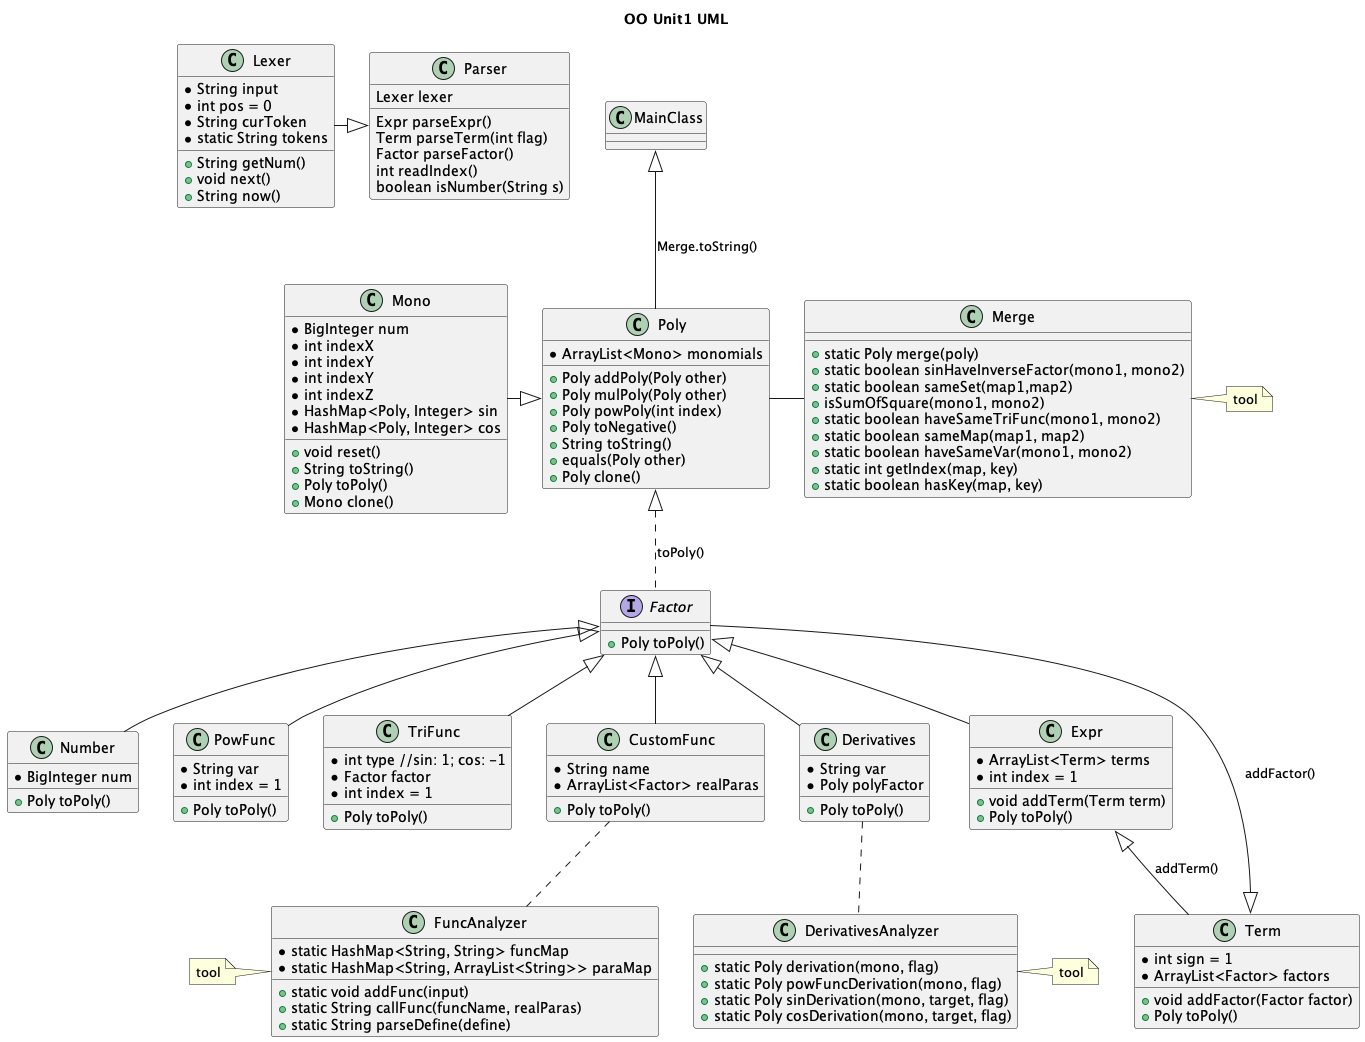 OO Unit1 UML
C Lexer
String input
int pos = 0
String curToken
static String tokens
String getNum()
void next()
String now()
C Parser
Lexer lexer
Expr parseExpr()
Term parseTerm(int flag)
Factor parseFactor()
int readIndex()
boolean isNumber(String s)
C MainClass
Merge.toString()
C Mono
BigInteger num
int indexX
int indexY
int indexY
int indexZ
HashMap<Poly, Integer> sin
HashMap<Poly, Integer> cos
void reset()
String toString()
Poly toPoly()
Mono clone()
C Poly
ArrayList<Mono> monomials
Poly addPoly(Poly other)
Poly mulPoly(Poly other)
Poly powPoly(int index)
Poly toNegative()
String toString()
equals(Poly other)
Poly clone()
C Merge
static Poly merge(poly)
static boolean sinHaveInverseFactor(mono1, mono2)
static boolean sameSet(map1,map2)
isSumOfSquare(mono1, mono2)
static boolean haveSameTriFunc(mono1, mono2)
static boolean sameMap(map1, map2)
static boolean haveSameVar(mono1, mono2)
static int getIndex(map, key)
static boolean hasKey(map, key)
tool
toPoly()
I Factor
Poly toPoly()
C Number
BigInteger num
Poly toPoly()
C PowFunc
String var
int index = 1
Poly toPoly()
C TriFunc
int type //sin: 1; cos: -1
Factor factor
int index = 1
Poly toPoly()
C CustomFunc
String name
ArrayList<Factor> realParas
Poly toPoly()
C Derivatives
String var
Poly polyFactor
Poly toPoly()
C Expr
ArrayList<Term> terms
int index = 1
void addTerm(Term term)
Poly toPoly()
addFactor()
addTerm()
tool
C FuncAnalyzer
static HashMap<String, String> funcMap
static HashMap<String, ArrayList<String>> paraMap
static void addFunc(input)
static String callFunc(funcName, realParas)
static String parseDefine(define)
C DerivativesAnalyzer
static Poly derivation(mono, flag)
static Poly powFuncDerivation(mono, flag)
static Poly sinDerivation(mono, target, flag)
static Poly cosDerivation(mono, target, flag)
tool
C Term
int sign = 1
ArrayList<Factor> factors
void addFactor(Factor factor)
Poly toPoly()